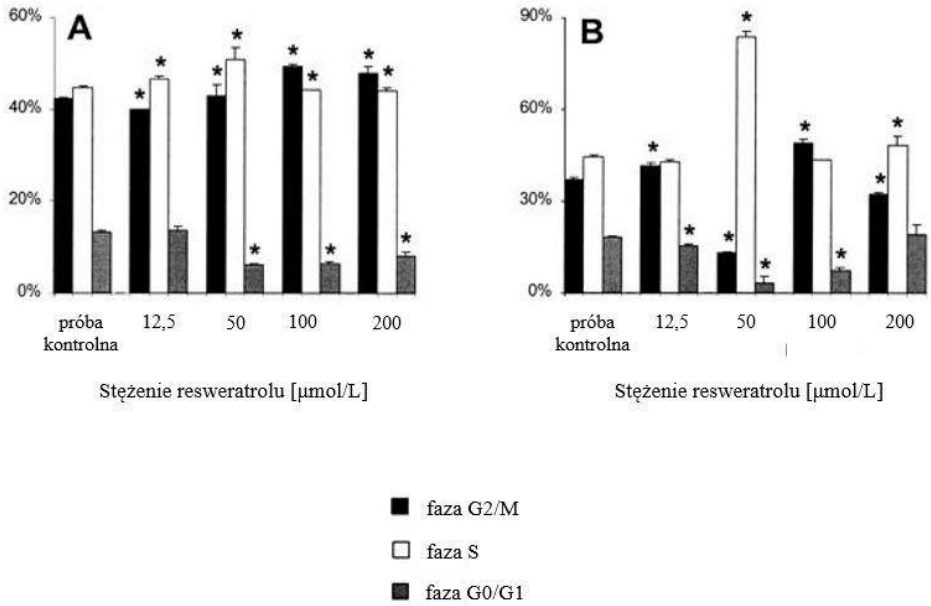 A
60%
40%
20%
0%
* * * * * * * * * * *
próba kontrolna 12,5 50 100 200
Stężenie resweratrolu [µmol/L]
B
90%
60%
30%
0%
* * * * * * * * *
próba kontrolna 12,5 50 100 200
Stężenie resweratrolu [µmol/L]
faza G2/M
faza S
faza G0/G1